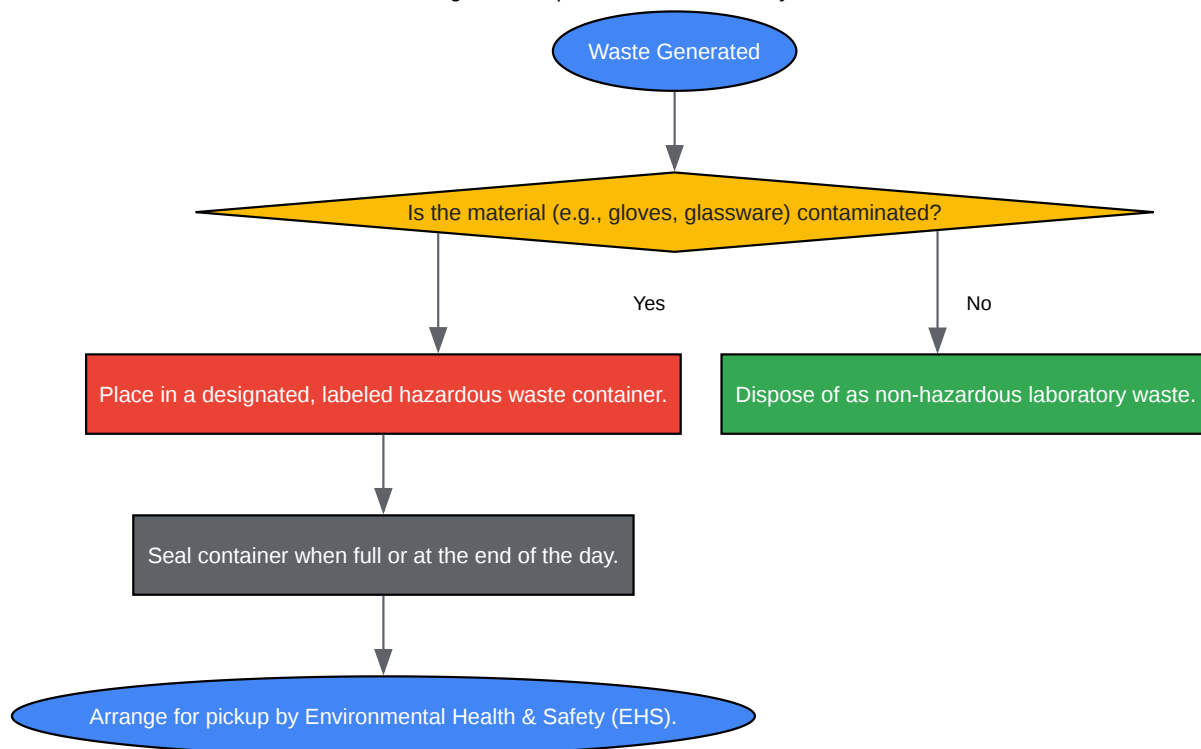 Waste Generated
Is the material (e.g., gloves, glassware) contaminated?
Yes
No
Place in a designated, labeled hazardous waste container.
Dispose of as non-hazardous laboratory waste.
Seal container when full or at the end of the day.
Arrange for pickup by Environmental Health & Safety (EHS).